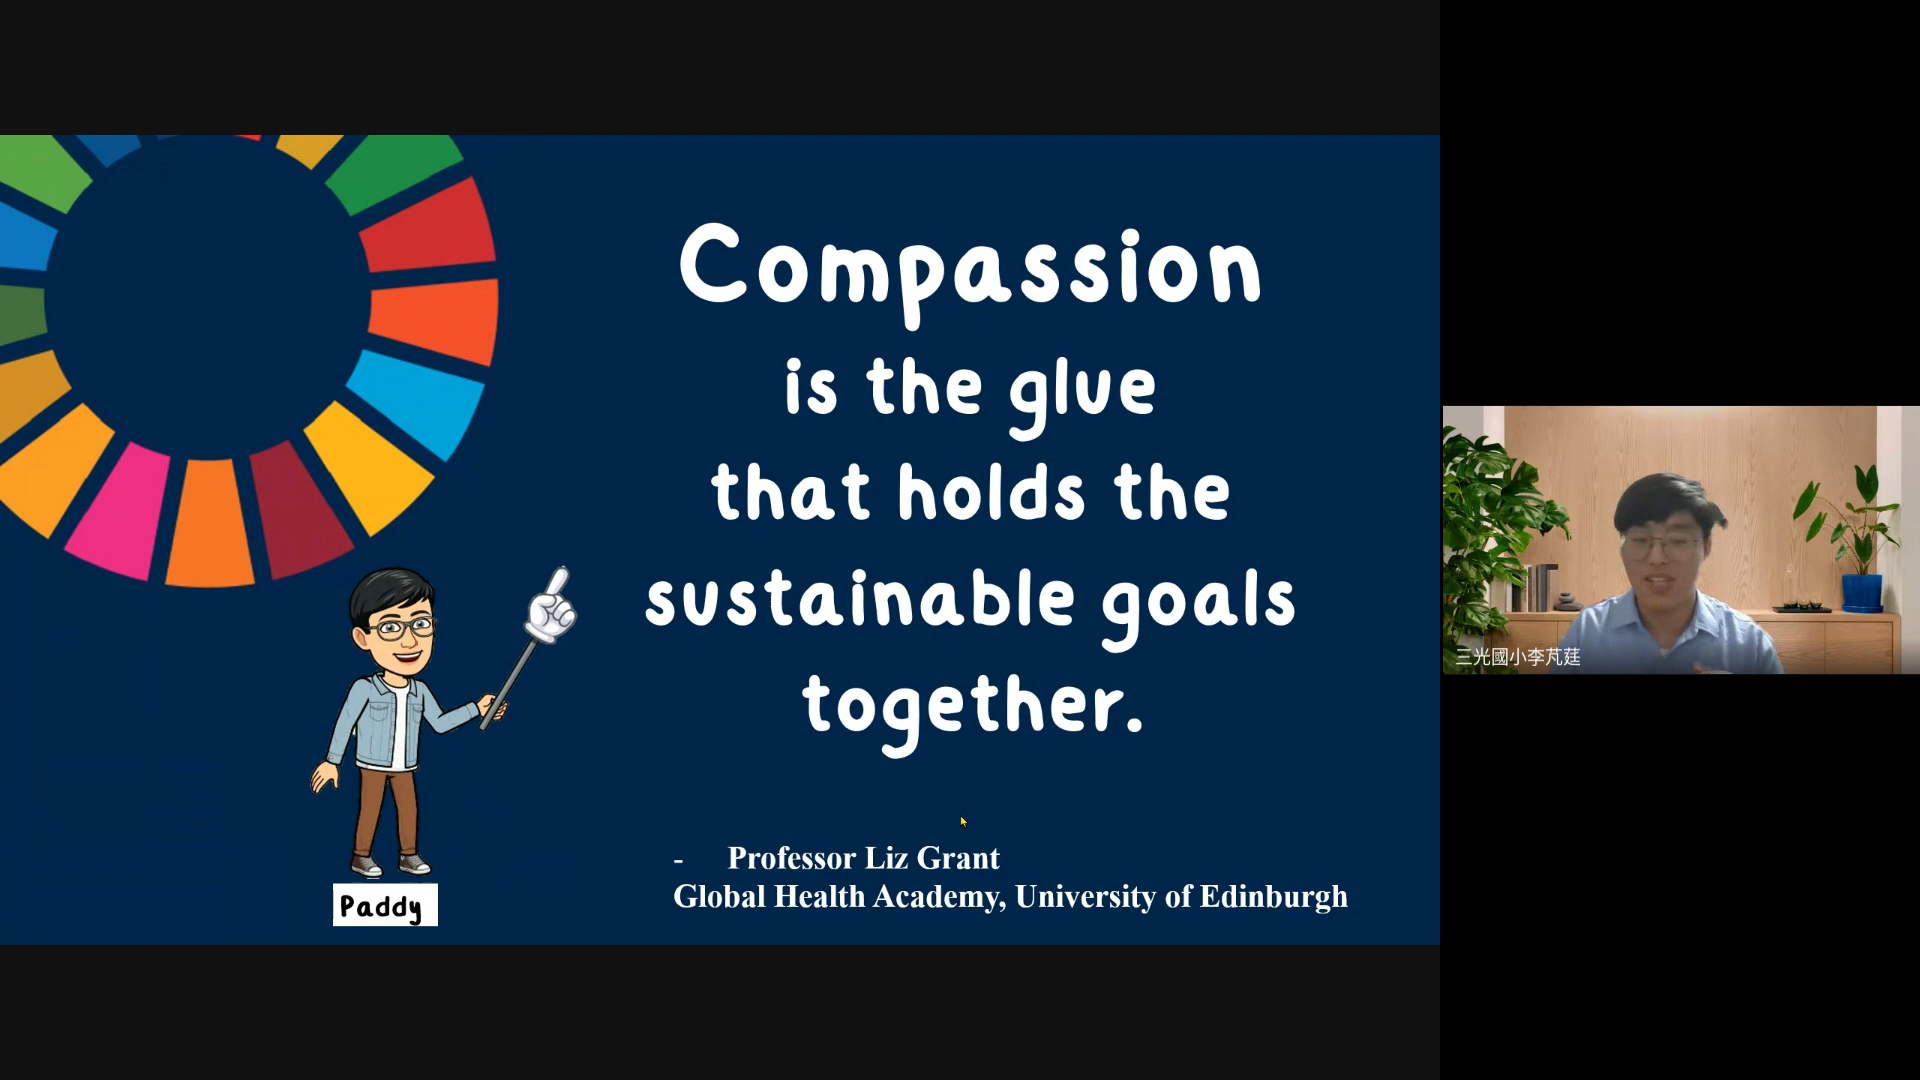 Compassion
is the glue
that holds the
sustainable goals
together.
- Professor Liz Grant
Global Health Academy, University of Edinburgh
Paddy
三光國小李芃莛